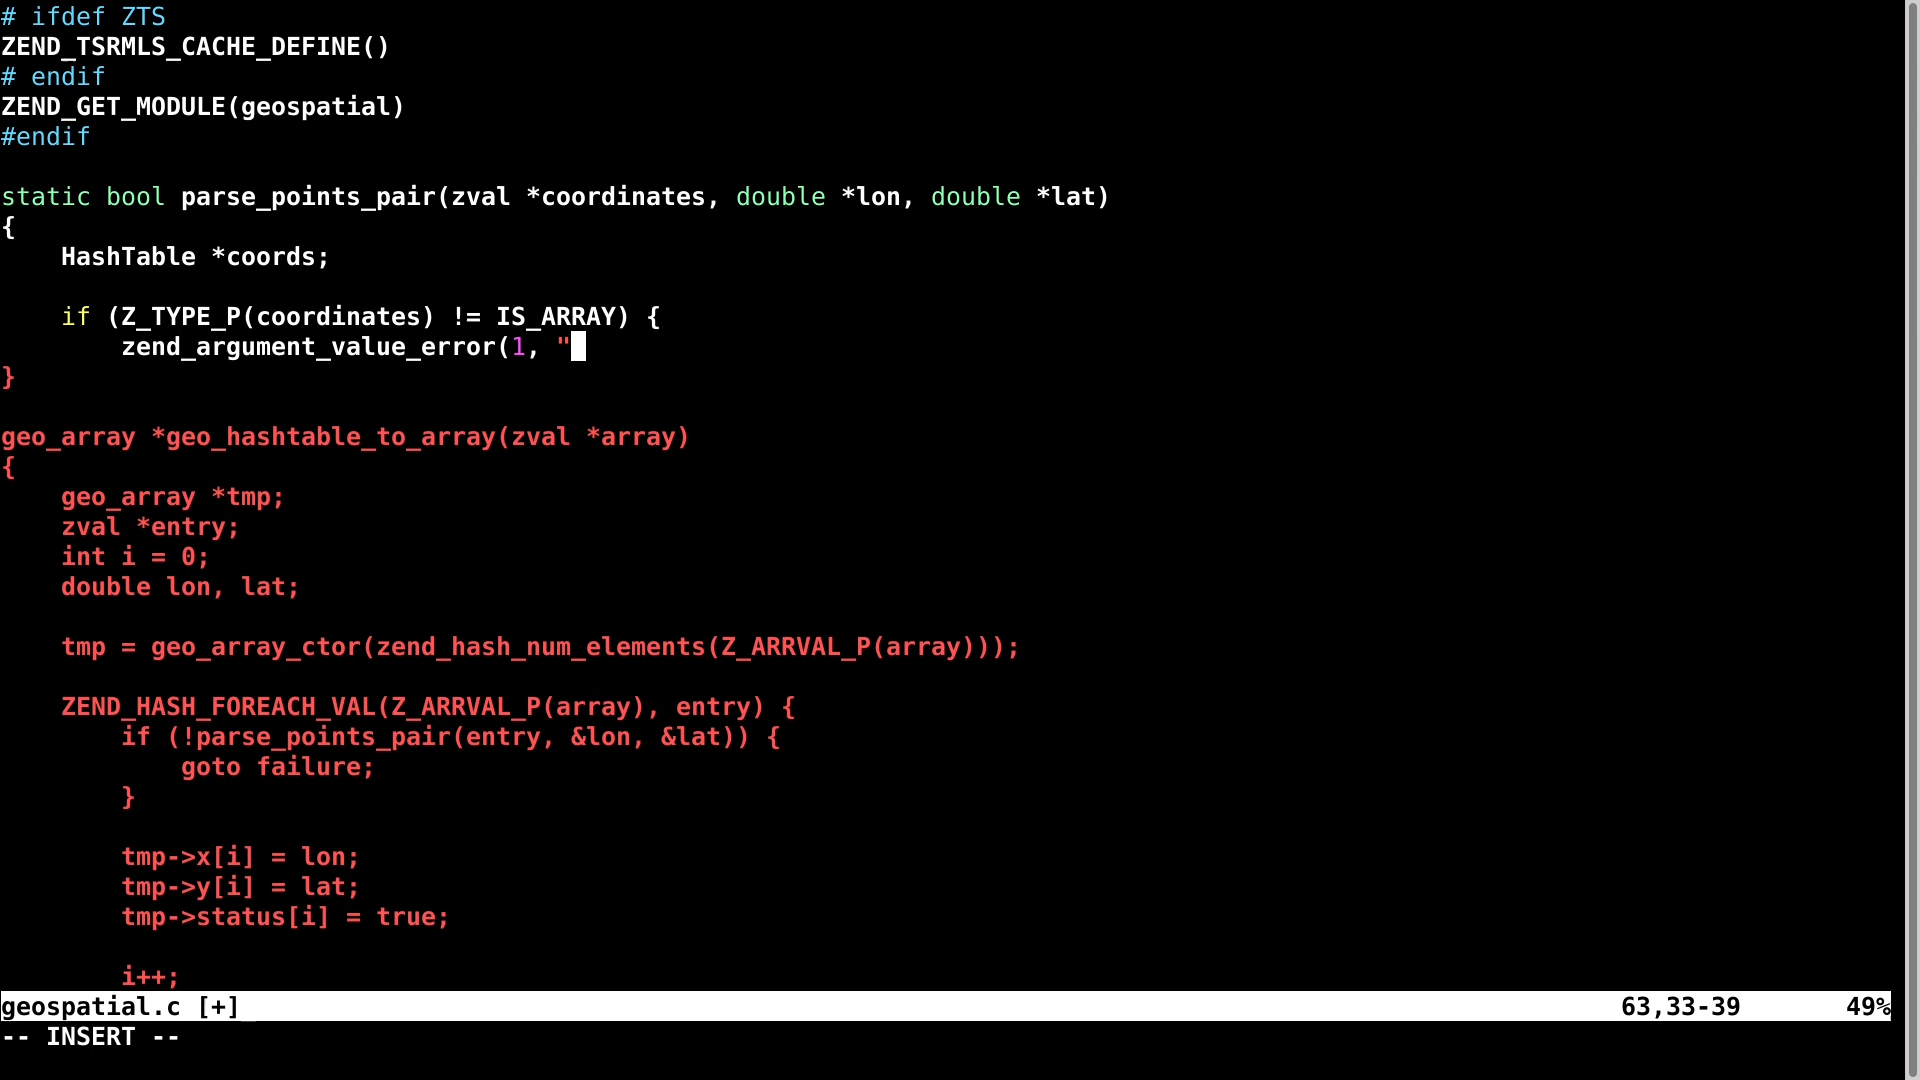 # ifdef ZTS
ZEND_TSRMLS_CACHE_DEFINE()
# endif
ZEND_GET_MODULE(geospatial)
#endif

static bool parse_points_pair(zval *coordinates, double *lon, double *lat)
{
    HashTable *coords;

    if (Z_TYPE_P(coordinates) != IS_ARRAY) {
        zend_argument_value_error(1, "
}

geo_array *geo_hashtable_to_array(zval *array)
{
    geo_array *tmp;
    zval *entry;
    int i = 0;
    double lon, lat;

    tmp = geo_array_ctor(zend_hash_num_elements(Z_ARRVAL_P(array)));

    ZEND_HASH_FOREACH_VAL(Z_ARRVAL_P(array), entry) {
        if (!parse_points_pair(entry, &lon, &lat)) {
            goto failure;
        }

        tmp->x[i] = lon;
        tmp->y[i] = lat;
        tmp->status[i] = true;

        i++;
geospatial.c [+] 63,33-39 49%
-- INSERT --